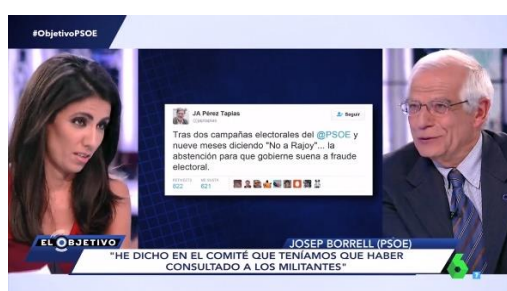 #ObjetivoPSOE
JA Pérez Tapias
Seguir
Tras dos campañas electorales del @PSOE y
nueve meses diciendo "No a Rajoy"... la
abstención para que gobierne suena a fraude
electoral.
822 621
EL OBJETIVO
JOSEP BORRELL (PSOE)
"HE DICHO EN EL COMITÉ QUE TENÍAMOS QUE HABER
CONSULTADO A LOS MILITANTES"
6